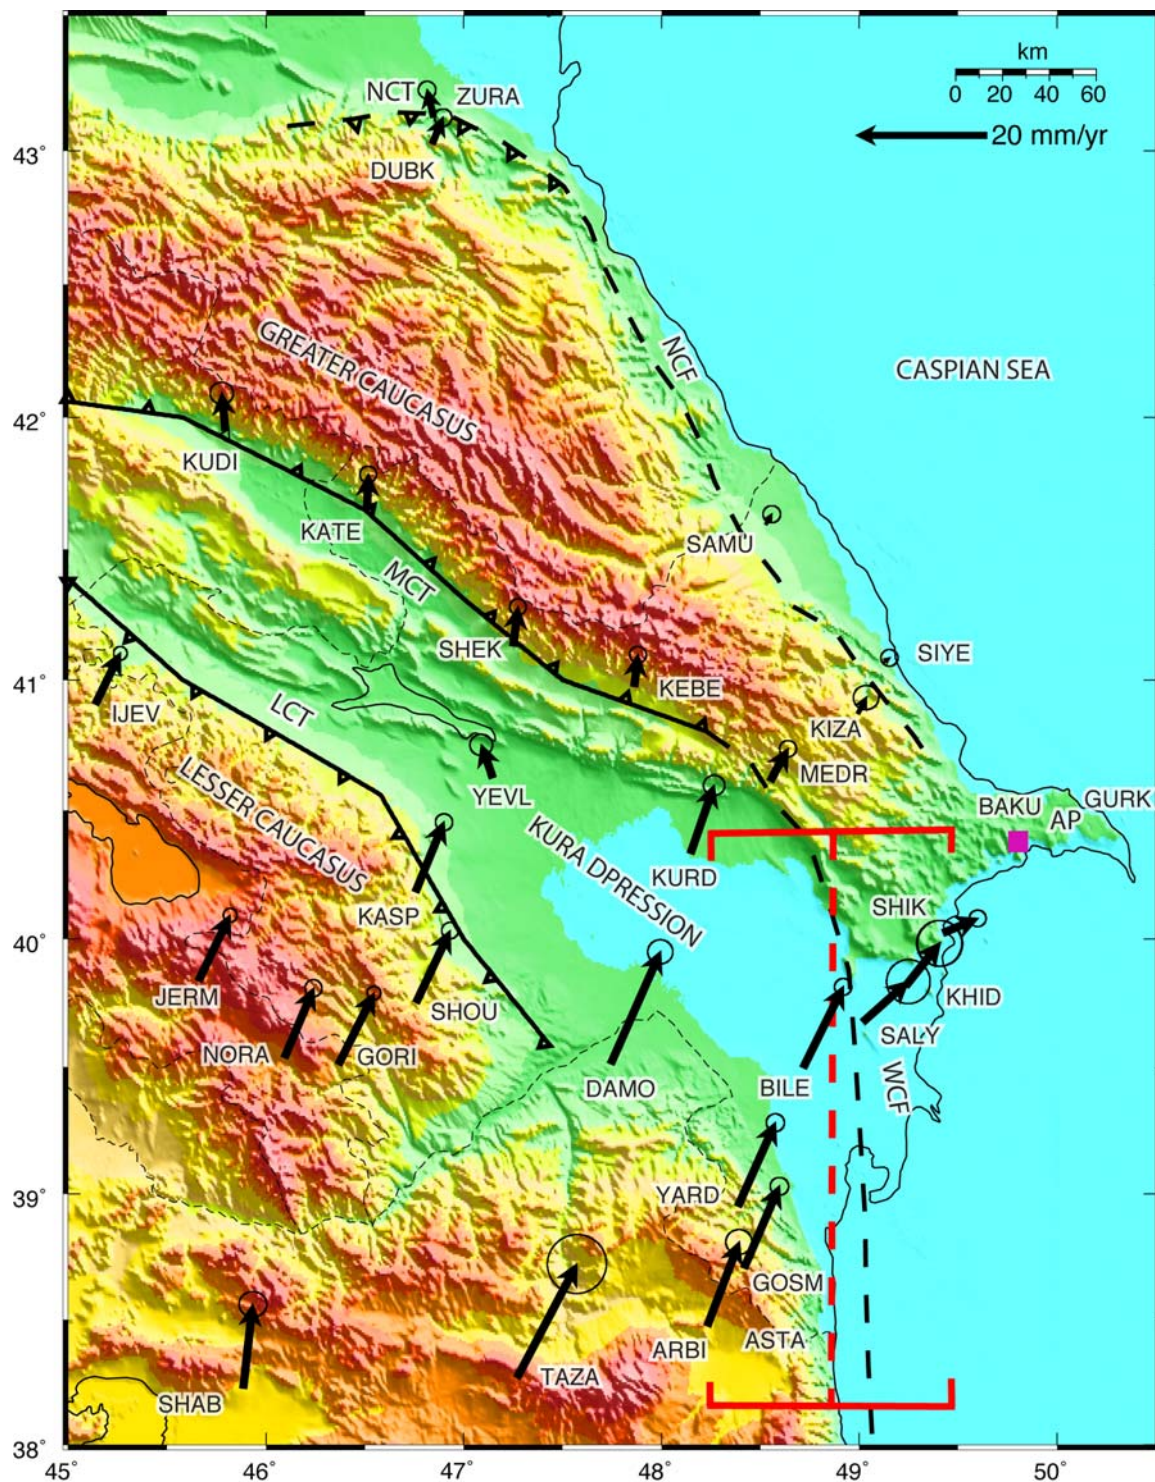 km
0 20 40 60
20 mm/yr
NCT
ZURA
43°
DUBK
NCF
GREATER CAUCASUS
CASPIAN SEA
42°
KUDI
KATE
SAMU
MCT
SHEK
SIYE
41°
KEBE
IJEV
LCT
KIZA
MEDR
LESSER CAUCASUS
YEVL
BAKU
AP
GURK
KURA DPRESSION
KURD
KASP
SHIK
40°
JERM
SHOU
KHID
NORA
GORI
SALY
DAMO
BILE
WCF
39°
YARD
GOSM
ARBI
ASTA
TAZA
SHAB
38°
45° 46° 47° 48° 49° 50°